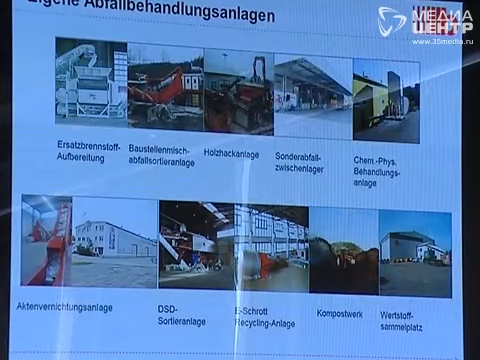 Eigene Abfallbehandlungsanlagen
МЕДИА
ЦЕНТР
www.35media.ru
Ersatzbrennstoff-
Aufbereitung
Baustellenmisch-
abfallsortieranlage
Holzhackanlage
Sonderabfall-
zwischenlager
Chem.-Phys.
Behandlungs-
anlage
Aktenvernichtungsanlage
DSD-
Sortieranlage
E-Schrott
Recycling-Anlage
Kompostwerk
Wertstoff-
sammelplatz